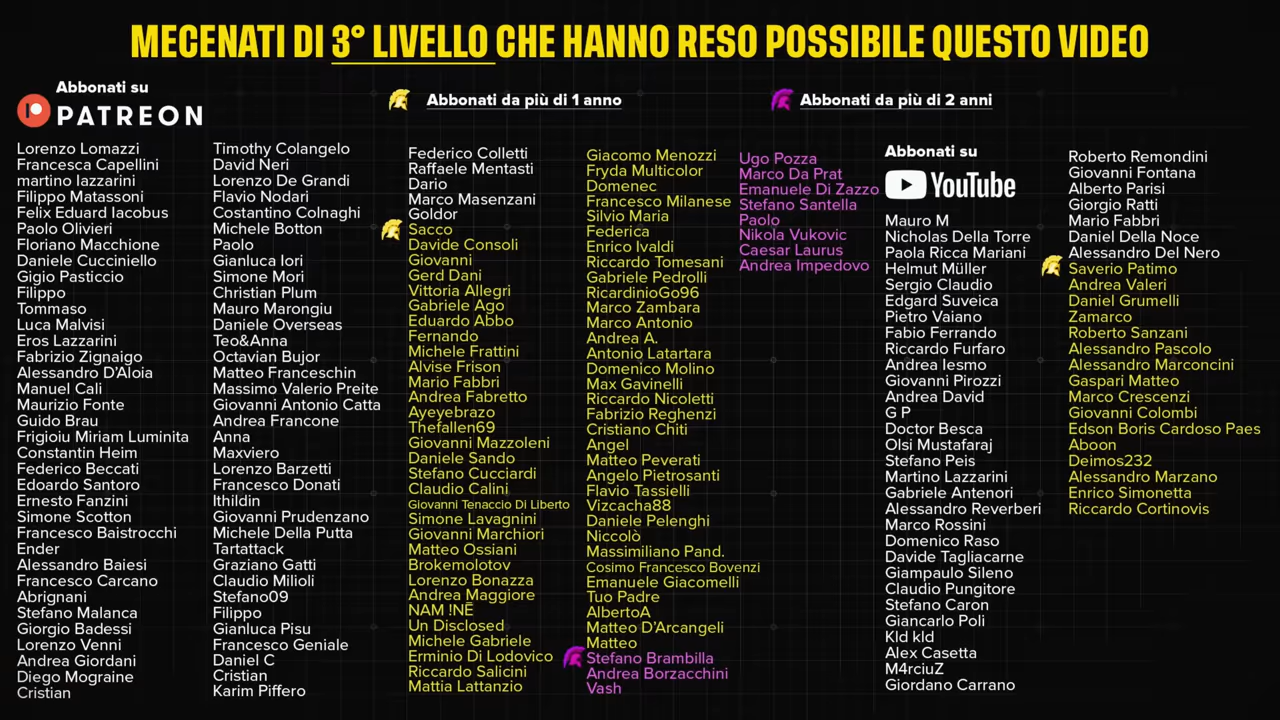 MECENATI DI 3° LIVELLO CHE HANNO RESO POSSIBILE QUESTO VIDEO
Abbonati su
PATREON
Abbonati da più di 1 anno
Abbonati da più di 2 anni
Lorenzo Lomazzi
Francesca Capellini
martino lazzarini
Filippo Matassoni
Felix Eduard Iacobus
Paolo Olivieri
Floriano Macchione
Daniele Cucciniello
Gigio Pasticcio
Filippo
Tommaso
Luca Malvisi
Eros Lazzarini
Fabrizio Zignaigo
Alessandro D'Aloia
Manuel Cali
Maurizio Fonte
Guido Brau
Frigioiu Miriam Luminita
Constantin Heim
Federico Beccati
Edoardo Santoro
Ernesto Fanzini
Simone Scotton
Francesco Baistrocchi
Ender
Alessandro Baiesi
Francesco Carcano
Abrignani
Stefano Malanca
Giorgio Badessi
Lorenzo Venni
Andrea Giordani
Diego Mograine
Cristian
Timothy Colangelo
David Neri
Lorenzo De Grandi
Flavio Nodari
Costantino Colnaghi
Michele Botton
Paolo
Gianluca Iori
Simone Mori
Christian Plum
Mauro Marongiu
Daniele Overseas
Teo&Anna
Octavian Bujor
Matteo Franceschin
Massimo Valerio Preite
Giovanni Antonio Catta
Andrea Francone
Anna
Maxviero
Lorenzo Barzetti
Francesco Donati
Ithildin
Giovanni Prudenzano
Michele Della Putta
Tartattack
Graziano Gatti
Claudio Milioli
Stefano09
Filippo
Gianluca Pisu
Francesco Geniale
Daniel C
Cristian
Karim Piffero
Federico Colletti
Raffaele Mentasti
Dario
Marco Masenzani
Goldor
Sacco
Davide Consoli
Giovanni
Gerd Dani
Vittoria Allegri
Gabriele Ago
Eduardo Abbo
Fernando
Michele Frattini
Alvise Frison
Mario Fabbri
Andrea Fabretto
Ayeyebrazo
Thefallen69
Giovanni Mazzoleni
Daniele Sando
Stefano Cucciardi
Claudio Calini
Giovanni Tenaccio Di Liberto
Simone Lavagnini
Giovanni Marchiori
Matteo Ossiani
Brokemolotov
Lorenzo Bonazza
Andrea Maggiore
NAM !NĒ
Un Disclosed
Michele Gabriele
Erminio Di Lodovico
Riccardo Salicini
Mattia Lattanzio
Giacomo Menozzi
Fryda Multicolor
Domenec
Francesco Milanese
Silvio Maria
Federica
Enrico Ivaldi
Riccardo Tomesani
Gabriele Pedrolli
RicardinioGo96
Marco Zambara
Marco Antonio
Andrea A.
Antonio Latartara
Domenico Molino
Max Gavinelli
Riccardo Nicoletti
Fabrizio Reghenzi
Cristiano Chiti
Angel
Matteo Peverati
Angelo Pietrosanti
Flavio Tassielli
Vizcacha88
Daniele Pelenghi
Niccolò
Massimiliano Pand.
Cosimo Francesco Bovenzi
Emanuele Giacomelli
Tuo Padre
AlbertoA
Matteo D'Arcangeli
Matteo
Stefano Brambilla
Andrea Borzacchini
Vash
Ugo Pozza
Marco Da Prat
Emanuele Di Zazzo
Stefano Santella
Paolo
Nikola Vukovic
Caesar Laurus
Andrea Impedovo
Abbonati su
YouTube
Mauro M
Nicholas Della Torre
Paola Ricca Mariani
Helmut Müller
Sergio Claudio
Edgard Suveica
Pietro Vaiano
Fabio Ferrando
Riccardo Furfaro
Andrea Iesmo
Giovanni Pirozzi
Andrea David
G P
Doctor Besca
Olsi Mustafaraj
Stefano Peis
Martino Lazzarini
Gabriele Antenori
Alessandro Reverberi
Marco Rossini
Domenico Raso
Davide Tagliacarne
Giampaulo Sileno
Claudio Pungitore
Stefano Caron
Giancarlo Poli
Kld kld
Alex Casetta
M4rciuZ
Giordano Carrano
Roberto Remondini
Giovanni Fontana
Alberto Parisi
Giorgio Ratti
Mario Fabbri
Daniel Della Noce
Alessandro Del Nero
Saverio Patimo
Andrea Valeri
Daniel Grumelli
Zamarco
Roberto Sanzani
Alessandro Pascolo
Alessandro Marconcini
Gaspari Matteo
Marco Crescenzi
Giovanni Colombi
Edson Boris Cardoso Paes
Aboon
Deimos232
Alessandro Marzano
Enrico Simonetta
Riccardo Cortinovis